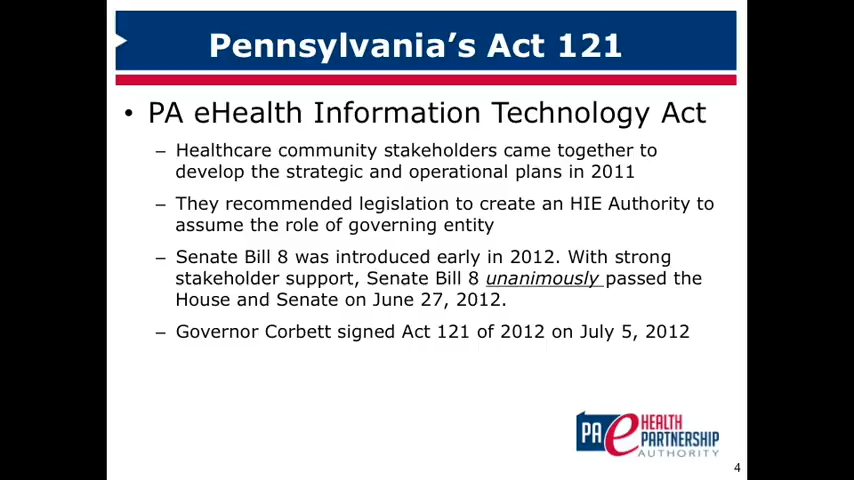 Pennsylvania's Act 121
• PA eHealth Information Technology Act
– Healthcare community stakeholders came together to
develop the strategic and operational plans in 2011
– They recommended legislation to create an HIE Authority to
assume the role of governing entity
– Senate Bill 8 was introduced early in 2012. With strong
stakeholder support, Senate Bill 8 unanimously passed the
House and Senate on June 27, 2012.
– Governor Corbett signed Act 121 of 2012 on July 5, 2012
PA e HEALTH
PARTNERSHIP
AUTHORITY
4